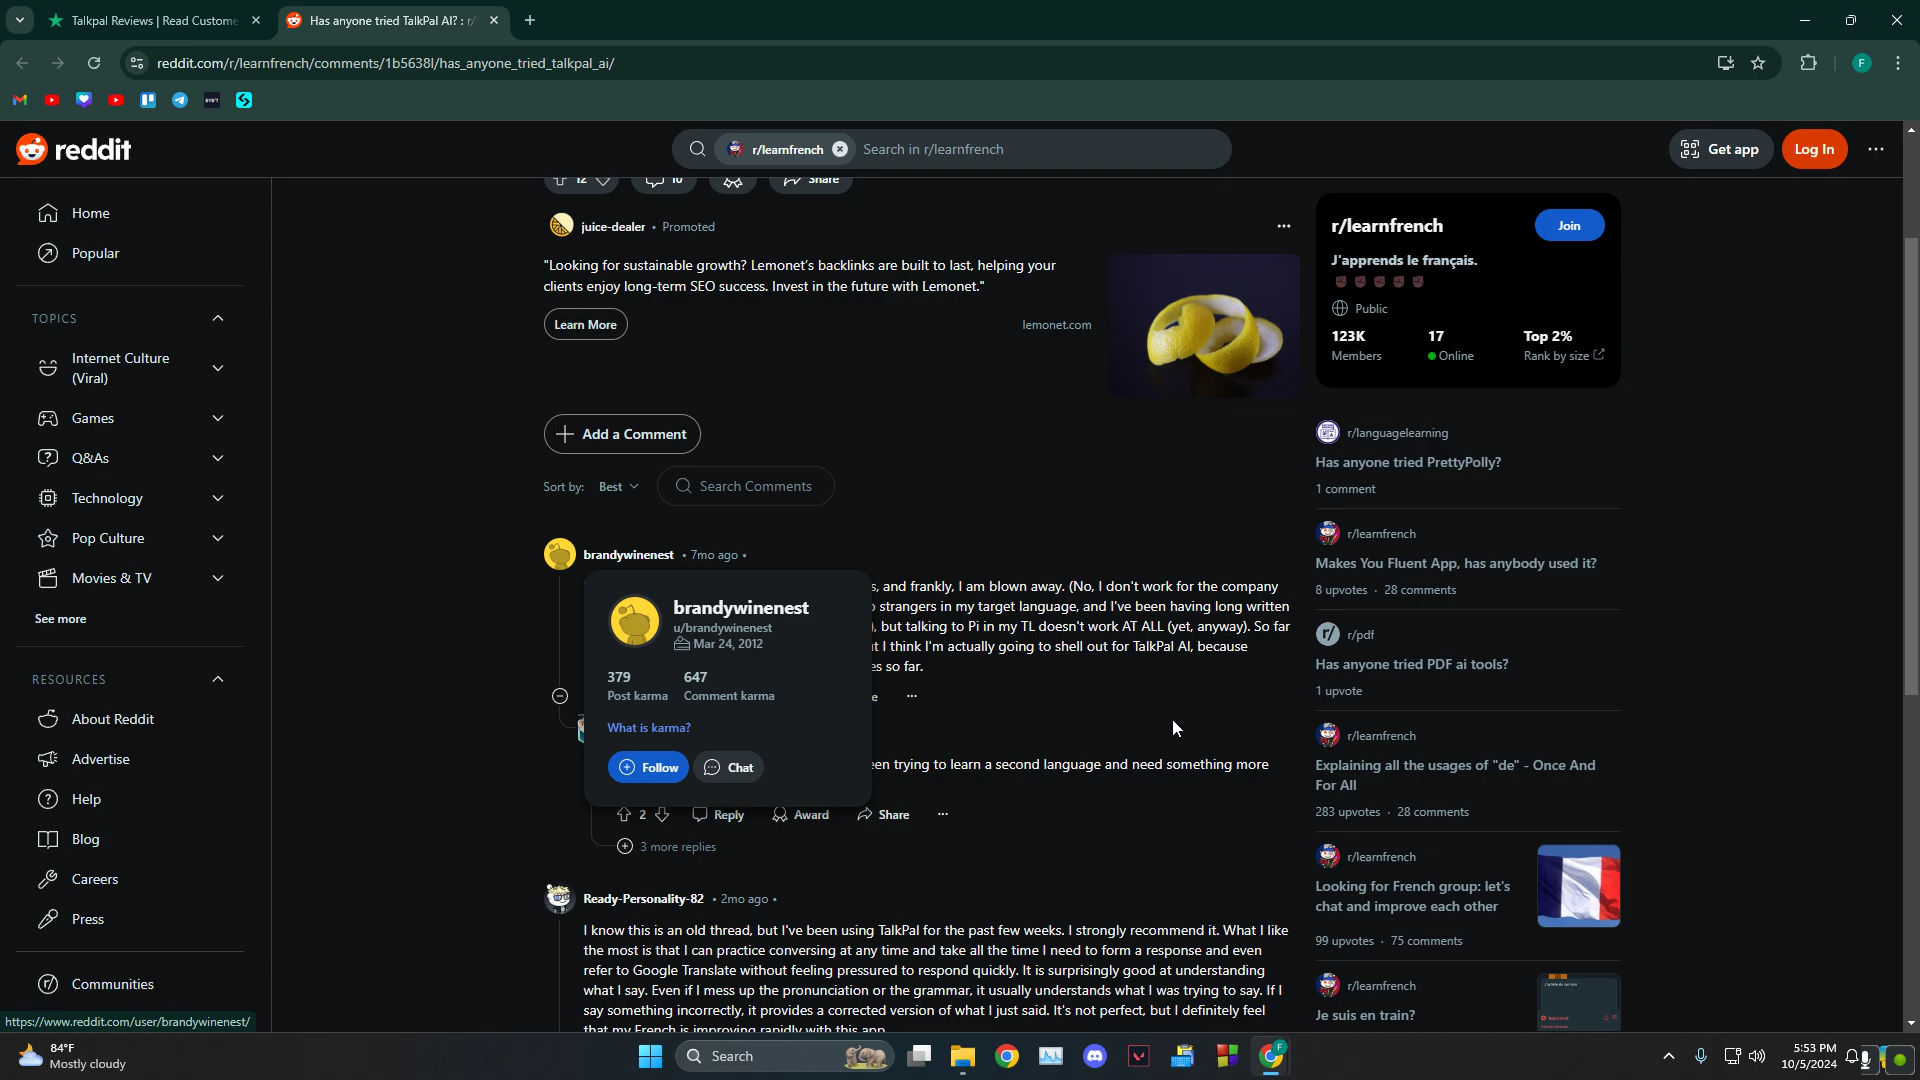 Talkpal Reviews | Read Custome
Has anyone tried TalkPal AI? : r/
reddit.com/r/learnfrench/comments/1b5638l/has_anyone_tried_talkpal_ai/
F
reddit
r/learnfrench
Search in r/learnfrench
Get app
Log In
Home
Popular
TOPICS
Internet Culture
(Viral)
Games
Q&As
Technology
Pop Culture
Movies & TV
See more
RESOURCES
About Reddit
Advertise
Help
Blog
Careers
Press
Communities
https://www.reddit.com/user/brandywinenest/
12
10
Share
juice-dealer • Promoted
"Looking for sustainable growth? Lemonet's backlinks are built to last, helping your
clients enjoy long-term SEO success. Invest in the future with Lemonet."
Learn More
lemonet.com
Add a Comment
Sort by: Best
Search Comments
brandywinenest • 7mo ago •
s, and frankly, I am blown away. (No, I don't work for the company
strangers in my target language, and I've been having long written
), but talking to Pi in my TL doesn't work AT ALL (yet, anyway). So far
t I think I'm actually going to shell out for TalkPal AI, because
es so far.
e
brandywinenest
u/brandywinenest
Mar 24, 2012
379 647
Post karma Comment karma
What is karma?
Follow
Chat
een trying to learn a second language and need something more
2
Reply
Award
Share
3 more replies
Ready-Personality-82 • 2mo ago •
I know this is an old thread, but I've been using TalkPal for the past few weeks. I strongly recommend it. What I like
the most is that I can practice conversing at any time and take all the time I need to form a response and even
refer to Google Translate without feeling pressured to respond quickly. It is surprisingly good at understanding
what I say. Even if I mess up the pronunciation or the grammar, it usually understands what I was trying to say. If I
say something incorrectly, it provides a corrected version of what I just said. It's not perfect, but I definitely feel
that my French is improving rapidly with this app
r/learnfrench
Join
J'apprends le français.
Public
123K 17 Top 2%
Members Online Rank by size
r/languagelearning
Has anyone tried PrettyPolly?
1 comment
r/learnfrench
Makes You Fluent App, has anybody used it?
8 upvotes · 28 comments
r/pdf
Has anyone tried PDF ai tools?
1 upvote
r/learnfrench
Explaining all the usages of "de" - Once And
For All
283 upvotes · 28 comments
r/learnfrench
Looking for French group: let's
chat and improve each other
99 upvotes · 75 comments
r/learnfrench
Je suis en train?
84°F
Mostly cloudy
Search
5:53 PM
10/5/2024